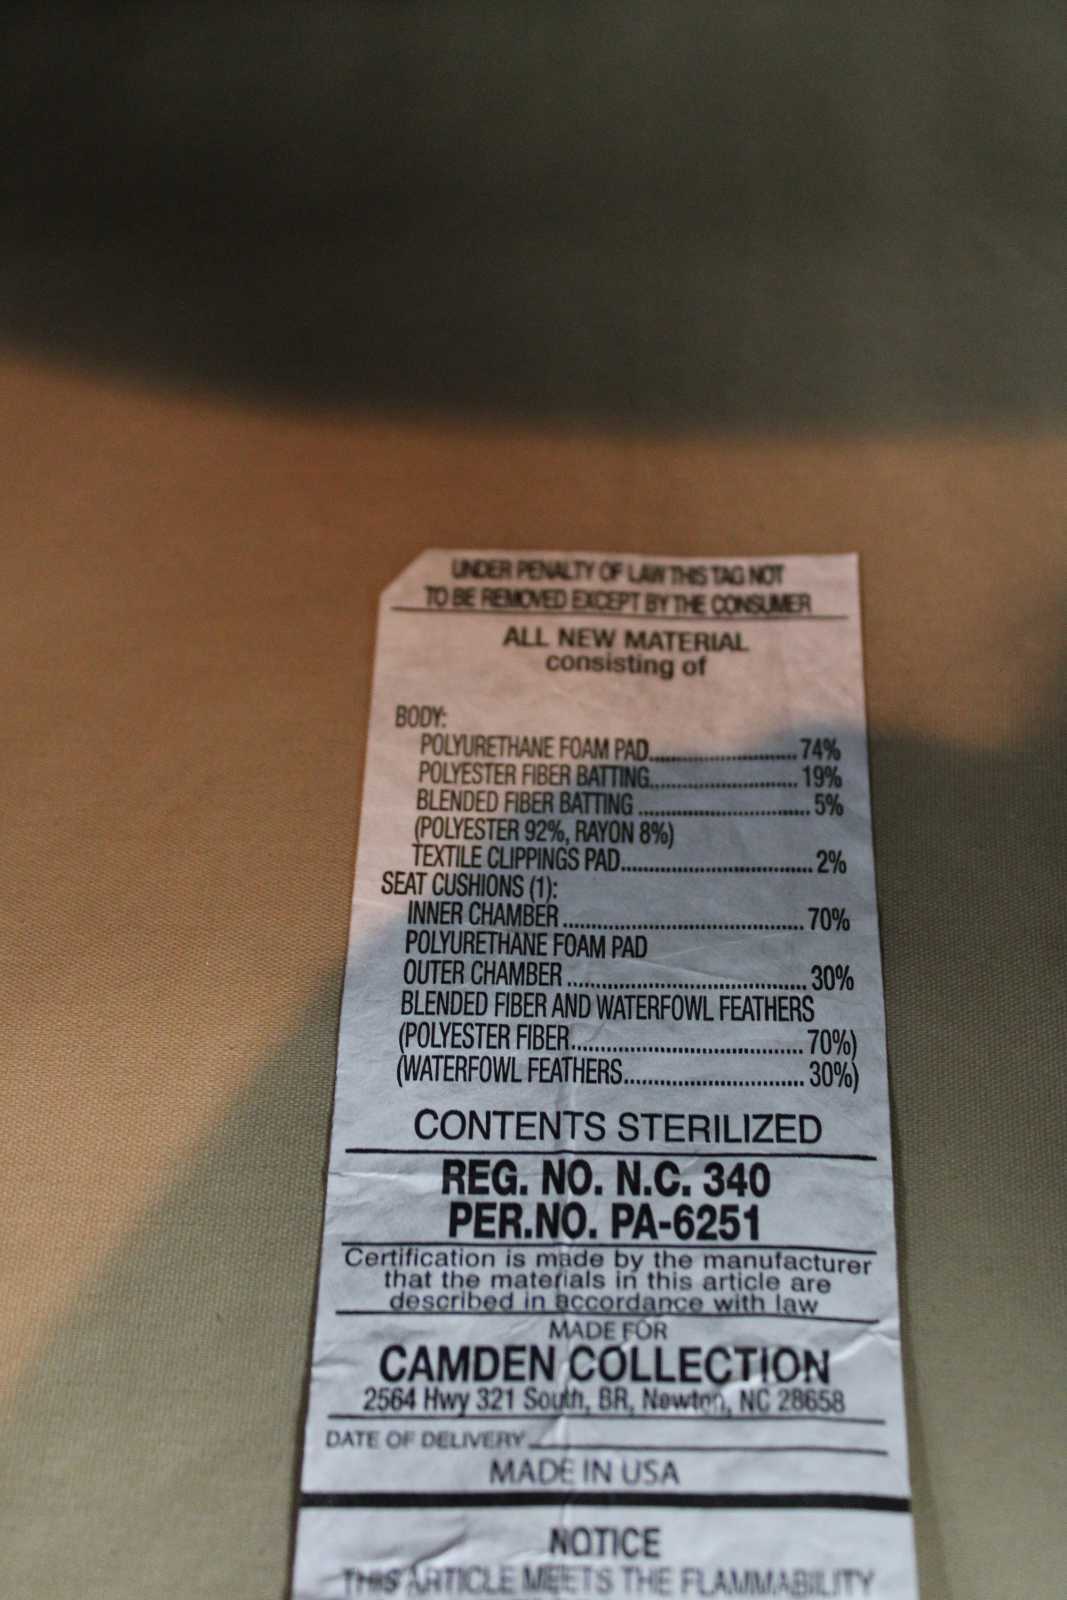 UNDER PENALTY OF LAW THIS TAG NOT
TO BE REMOVED EXCEPT BY THE CONSUMER
ALL NEW MATERIAL
consisting of
BODY:
POLYURETHANE FOAM PAD..............................74%
POLYESTER FIBER BATTING..............................19%
BLENDED FIBER BATTING..............................5%
(POLYESTER 92%, RAYON 8%)
TEXTILE CLIPPINGS PAD..............................2%
SEAT CUSHIONS (1):
INNER CHAMBER..............................70%
POLYURETHANE FOAM PAD
OUTER CHAMBER..............................30%
BLENDED FIBER AND WATERFOWL FEATHERS
(POLYESTER FIBER..............................70%)
(WATERFOWL FEATHERS..............................30%)
CONTENTS STERILIZED
REG. NO. N.C. 340
PER.NO. PA-6251
Certification is made by the manufacturer
that the materials in this article are
described in accordance with law
MADE FOR
CAMDEN COLLECTION
2564 Hwy 321 South, BR, Newton, NC 28658
DATE OF DELIVERY
MADE IN USA
NOTICE
THIS ARTICLE MEETS THE FLAMMABILITY